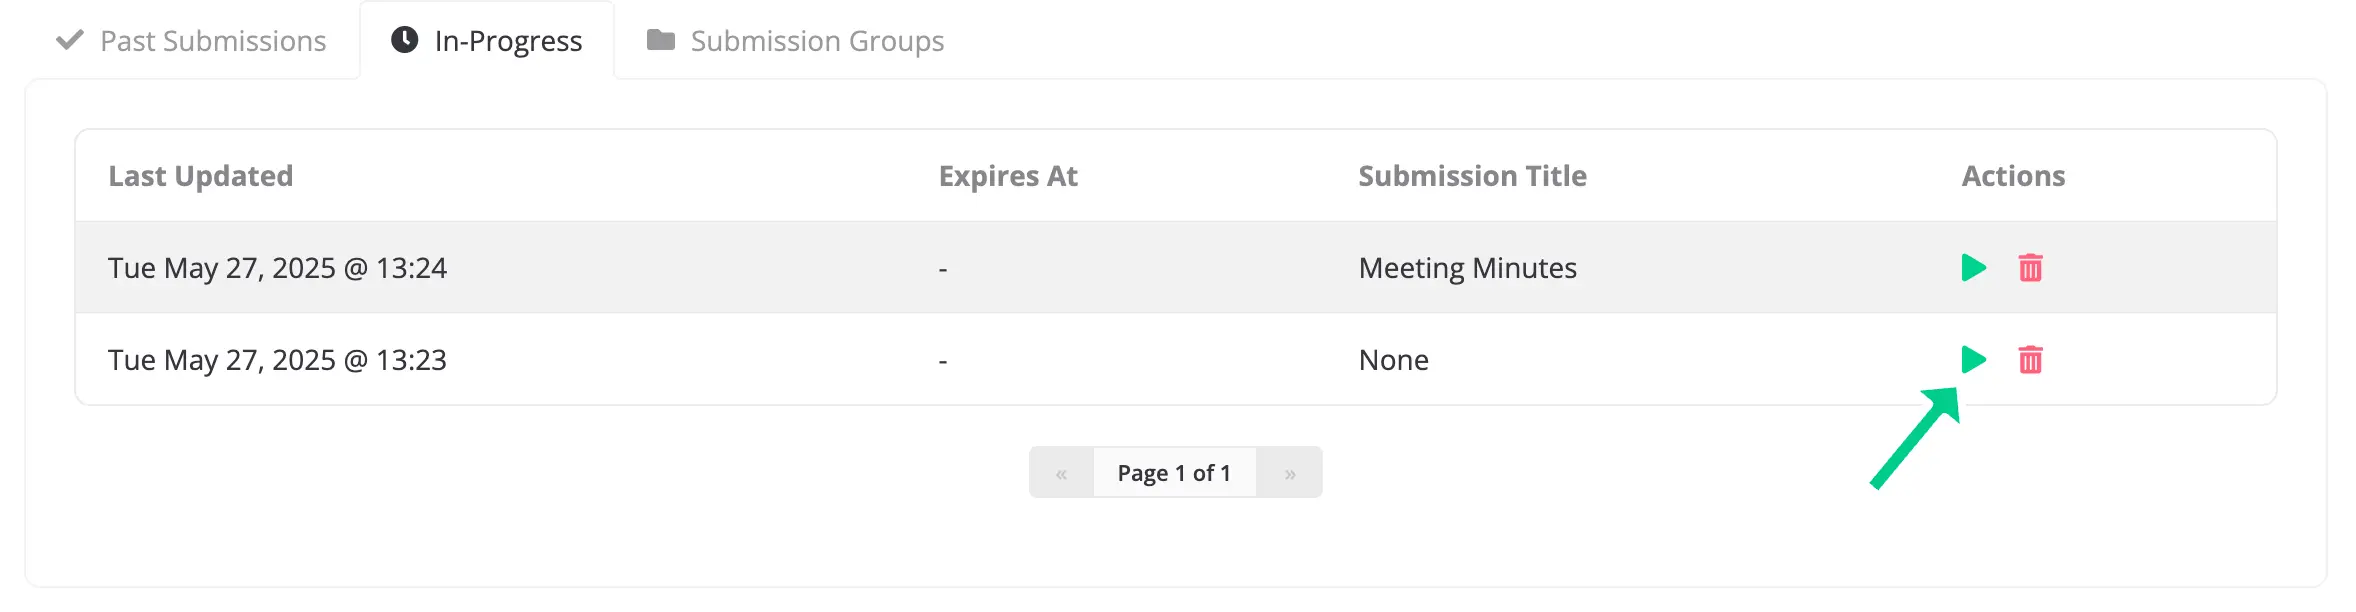 Past Submissions In-Progress Submission Groups
Last Updated Expires At Submission Title Actions
Tue May 27, 2025 @ 13:24 - Meeting Minutes
Tue May 27, 2025 @ 13:23 - None
« Page 1 of 1 »